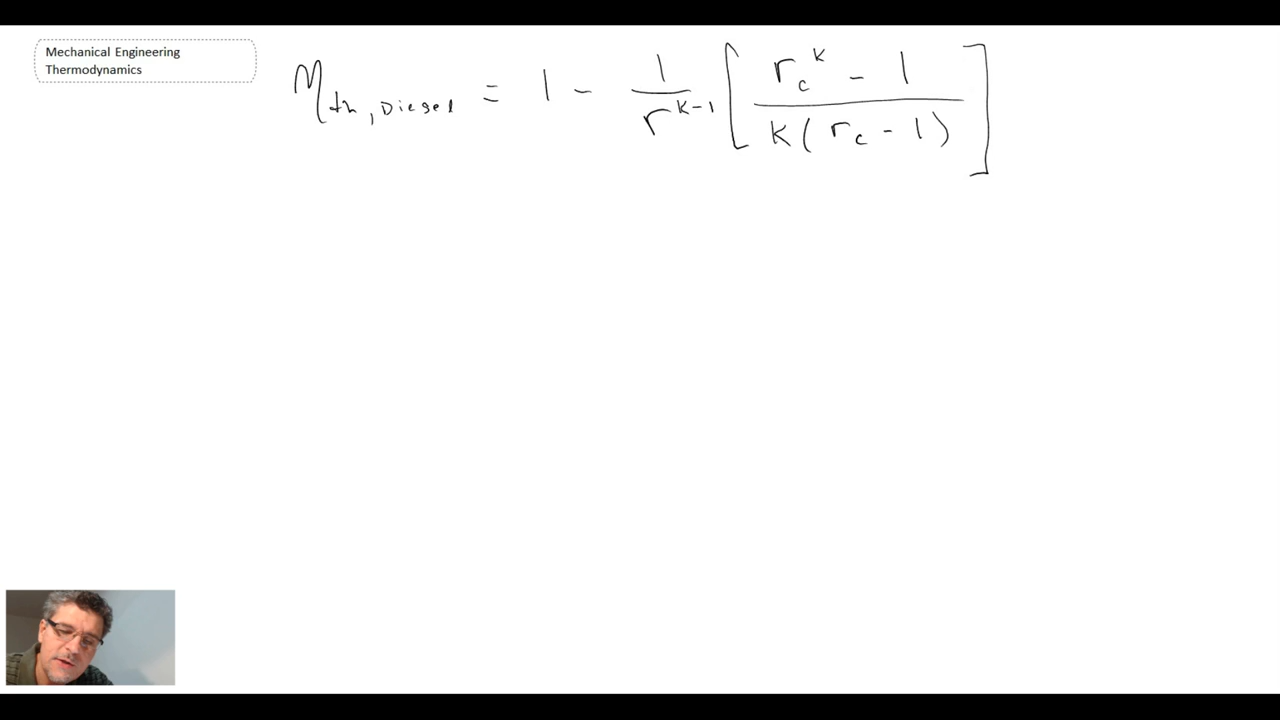 Mechanical Engineering
Thermodynamics
η_th, Diesel = 1 - 1/r^(k-1) [ (r_c^k - 1) / (k(r_c - 1)) ]